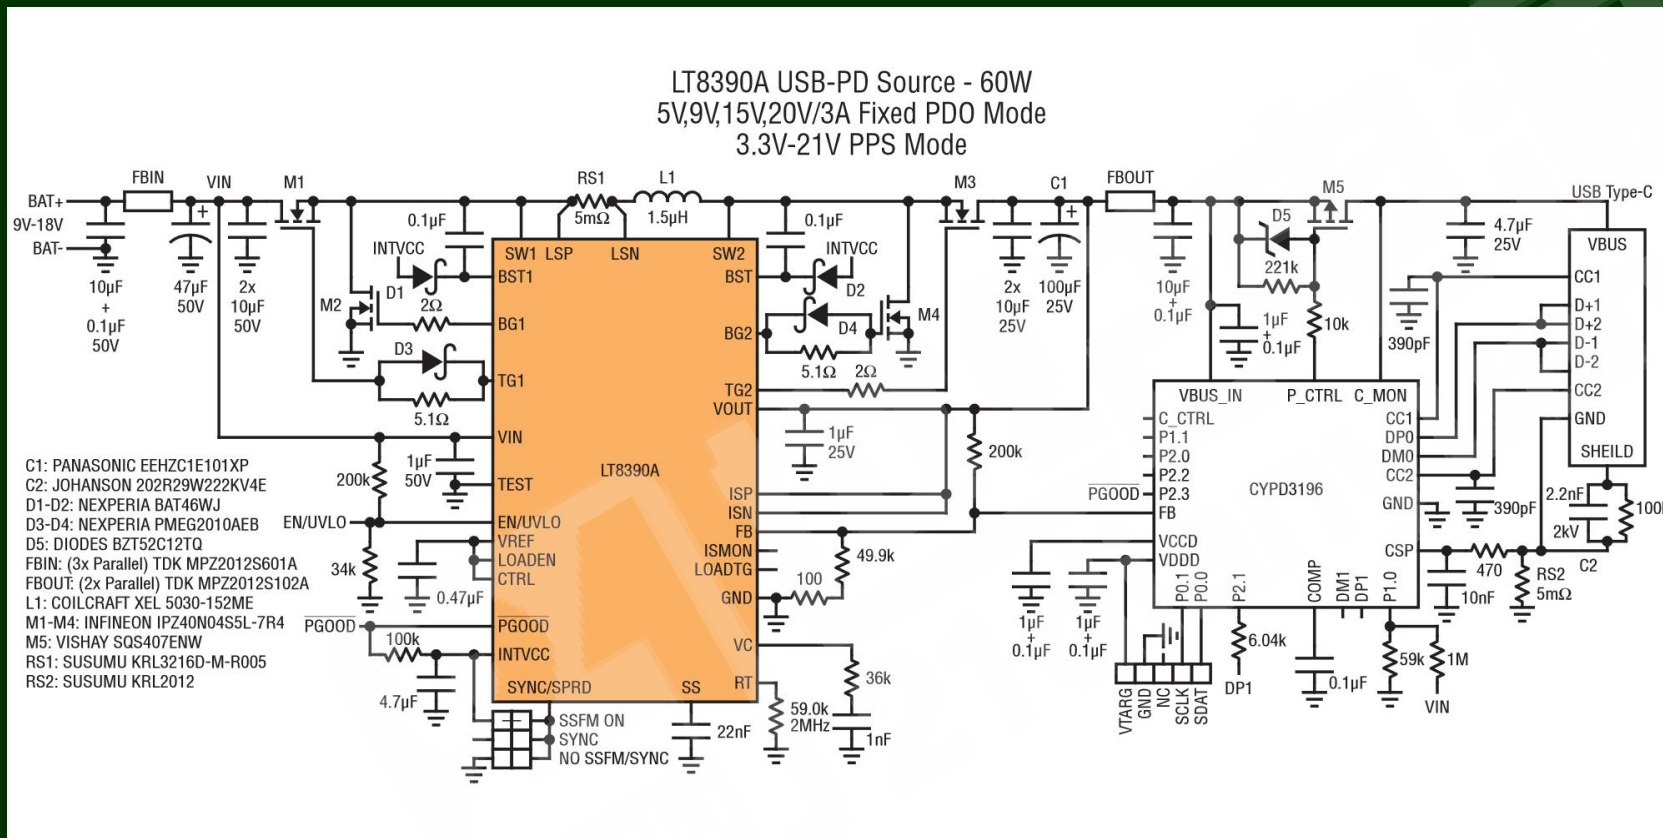 LT8390A USB-PD Source - 60W
5V,9V,15V,20V/3A Fixed PDO Mode
3.3V-21V PPS Mode
BAT+
9V-18V
BAT-
FBIN
VIN
M1
RS1
5mΩ
L1
1.5µH
M3
C1
FBOUT
M5
USB Type-C
10µF
+
0.1µF
50V
47µF
50V
2x
10µF
50V
0.1µF
INTVCC
D1
M2
2Ω
D3
5.1Ω
0.1µF
INTVCC
D2
D4
M4
5.1Ω
2Ω
2x
10µF
25V
100µF
25V
10µF
+
0.1µF
D5
221k
10k
1µF
+
0.1µF
4.7µF
25V
390pF
SW1
LSP
LSN
SW2
BST1
BG1
TG1
VIN
TEST
EN/UVLO
VREF
LOADEN
CTRL
PGOOD
INTVCC
SYNC/SPRD
SS
LT8390A
BST
BG2
TG2
VOUT
ISP
ISN
FB
ISMON
LOADTG
GND
VC
RT
200k
1µF
50V
EN/UVLO
34k
0.47µF
PGOOD
100k
4.7µF
SSFM ON
SYNC
NO SSFM/SYNC
22nF
59.0k
2MHz
36k
1nF
100
49.9k
1µF
25V
200k
VBUS_IN
P_CTRL
C_MON
C_CTRL
P1.1
P2.0
P2.2
P2.3
FB
VCCD
VDDD
PGOOD
CYPD3196
CC1
DP0
DM0
CC2
GND
CSP
P0.1
P0.0
P2.1
COMP
DM1
DP1
P1.0
1µF
+
0.1µF
1µF
+
0.1µF
VTARG
GND
NC
SCLK
SDAT
6.04k
DP1
0.1µF
59k
1M
VIN
VBUS
CC1
D+1
D+2
D-1
D-2
CC2
GND
SHEILD
390pF
2.2nF
2kV
C2
100k
470
10nF
RS2
5mΩ
C1: PANASONIC EEHZC1E101XP
C2: JOHANSON 202R29W222KV4E
D1-D2: NEXPERIA BAT46WJ
D3-D4: NEXPERIA PMEG2010AEB
D5: DIODES BZT52C12TQ
FBIN: (3x Parallel) TDK MPZ2012S601A
FBOUT: (2x Parallel) TDK MPZ2012S102A
L1: COILCRAFT XEL 5030-152ME
M1-M4: INFINEON IPZ40N04S5L-7R4
M5: VISHAY SQS407ENW
RS1: SUSUMU KRL3216D-M-R005
RS2: SUSUMU KRL2012